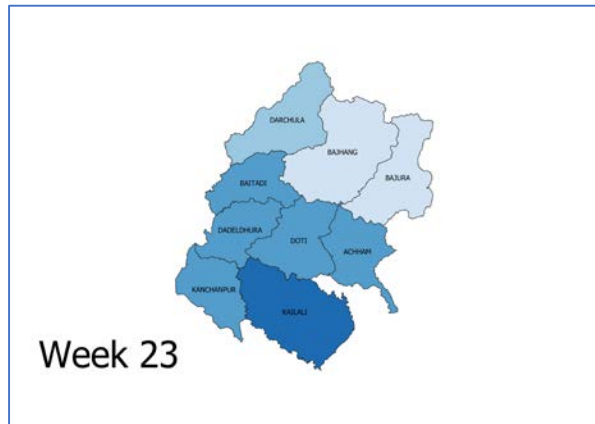 DARCHULA
BAJHANG
BAJURA
BAITADI
DADELDHURA
DOTI
ACHHAM
KANCHANPUR
KAILALI
Week 23